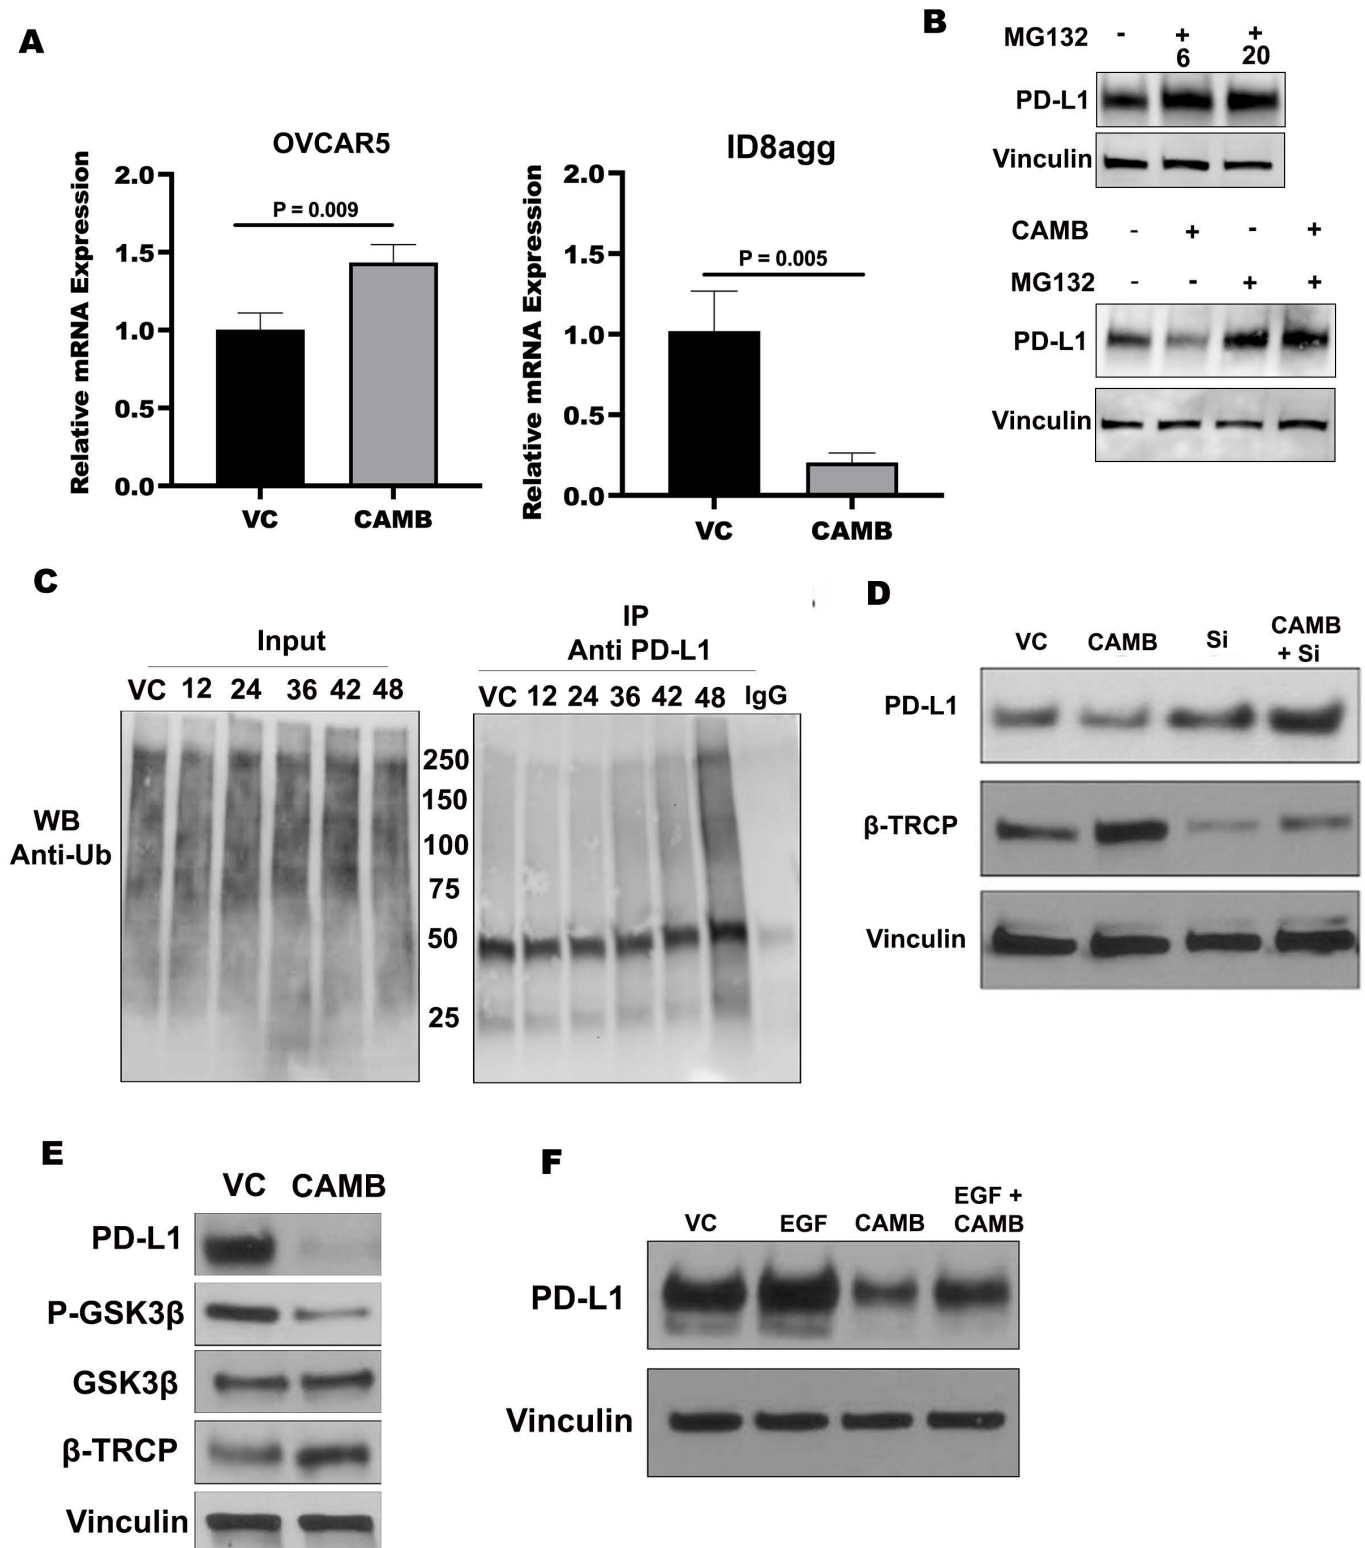 A
OVCAR5
Relative mRNA Expression
2.0
1.5
1.0
0.5
0.0
P = 0.009
VC CAMB
ID8agg
Relative mRNA Expression
2.0
1.5
1.0
0.5
0.0
P = 0.005
VC CAMB
B
MG132 - + +
6 20
PD-L1
Vinculin
CAMB - + - +
MG132 - - + +
PD-L1
Vinculin
C
Input
VC 12 24 36 42 48
IP
Anti PD-L1
VC 12 24 36 42 48 IgG
WB
Anti-Ub
250
150
100
75
50
25
D
VC CAMB Si CAMB
+ Si
PD-L1
β-TRCP
Vinculin
E
VC CAMB
PD-L1
P-GSK3β
GSK3β
β-TRCP
Vinculin
F
VC EGF CAMB EGF +
CAMB
PD-L1
Vinculin